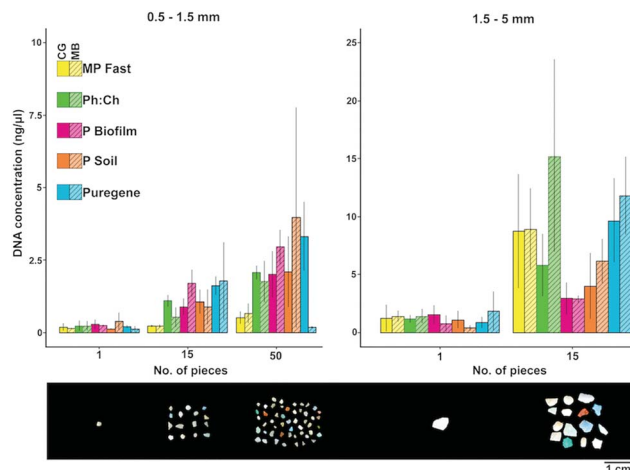 0.5 - 1.5 mm
1.5 - 5 mm
DNA concentration (ng/µl)
10
7.5
5
2.5
0
CG
MB
MP Fast
Ph:Ch
P Biofilm
P Soil
Puregene
1
15
50
No. of pieces
25
20
15
10
5
0
1
15
No. of pieces
1 cm